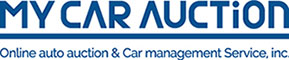 MY CAR AUCTiON
Online auto auction & Car management Service, inc.